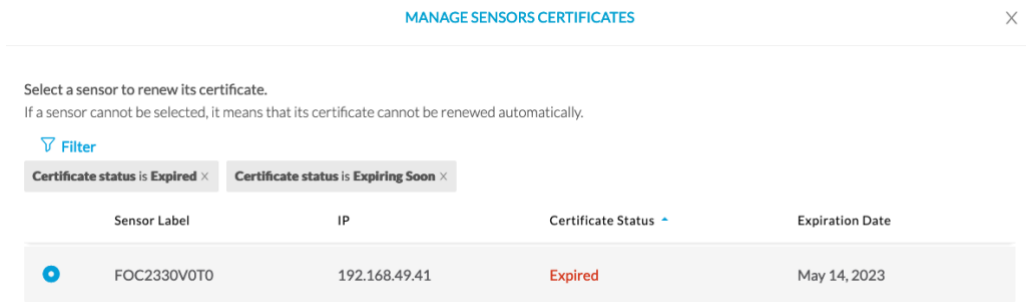 MANAGE SENSORS CERTIFICATES
Select a sensor to renew its certificate.
If a sensor cannot be selected, it means that its certificate cannot be renewed automatically.
Filter
Certificate status is Expired × Certificate status is Expiring Soon ×
Sensor Label IP Certificate Status Expiration Date
FOC2330V0T0 192.168.49.41 Expired May 14, 2023